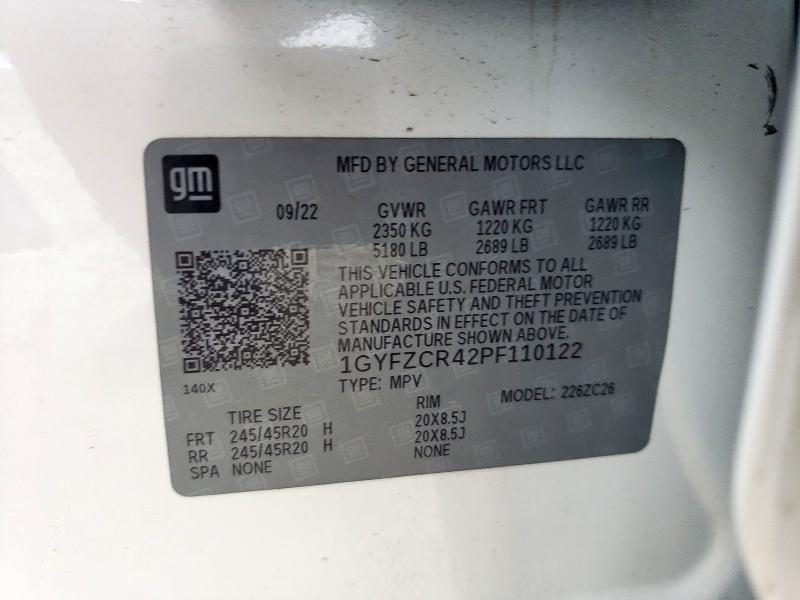 gm
MFD BY GENERAL MOTORS LLC
09/22 GVWR GAWR FRT GAWR RR
2350 KG 1220 KG 1220 KG
5180 LB 2689 LB 2689 LB
THIS VEHICLE CONFORMS TO ALL
APPLICABLE U.S. FEDERAL MOTOR
VEHICLE SAFETY AND THEFT PREVENTION
STANDARDS IN EFFECT ON THE DATE OF
MANUFACTURE SHOWN ABOVE.
1GYFZCR42PF110122
140X
TYPE: MPV MODEL: 226ZC26
TIRE SIZE RIM
FRT 245/45R20 H 20X8.5J
RR 245/45R20 H 20X8.5J
SPA NONE NONE